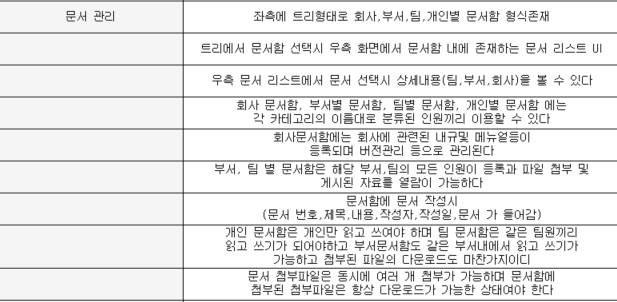 문서 관리
좌측에 트리형태로 회사,부서,팀,개인별 문서함 형식존재
트리에서 문서함 선택시 우측 화면에서 문서함 내에 존재하는 문서 리스트 UI
우측 문서 리스트에서 문서 선택시 상세내용(팀,부서,회사)을 볼 수 있다
회사 문서함, 부서별 문서함, 팀별 문서함, 개인별 문서함 에는
각 카테고리의 이름대로 분류된 인원끼리 이용할 수 있다
회사문서함에는 회사에 관련된 내규및 메뉴얼등이
등록되며 버전관리 등으로 관리된다
부서, 팀 별 문서함은 해당 부서,팀의 모든 인원이 등록과 파일 첨부 및
게시된 자료를 열람이 가능하다
문서함에 문서 작성시
(문서 번호,제목,내용,작성자,작성일,문서 가 들어감)
개인 문서함은 개인만 읽고 쓰여야 하며 팀 문서함은 같은 팀원끼리
읽고 쓰기가 되어야하고 부서문서함도 같은 부서내에서 읽고 쓰기가
가능하고 첨부된 파일의 다운로드도 마찬가지이디
문서 첨부파일은 동시에 여러 개 첨부가 가능하며 문서함에
첨부된 첨부파일은 항상 다운로드가 가능한 상태여야 한다